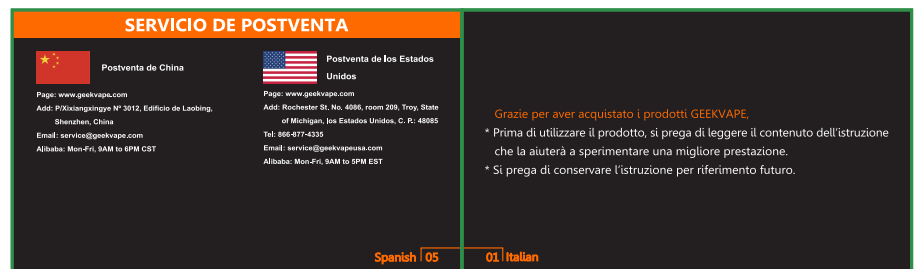 SERVICIO DE POSTVENTA
Postventa de China
Page: www.geekvape.com
Add: P/Xixiangxingye Nº 3012, Edificio de Laobing,
Shenzhen, China
Email: service@geekvape.com
Alibaba: Mon-Fri, 9AM to 6PM CST
Postventa de los Estados
Unidos
Page: www.geekvape.com
Add: Rochester St, No. 4086, room 209, Troy, State
of Michigan, los Estados Unidos, C. P.: 48085
Tel: 866-877-4335
Email: service@geekvapeusa.com
Alibaba: Mon-Fri, 9AM to 5PM EST
Spanish 05
Grazie per aver acquistato i prodotti GEEKVAPE,
* Prima di utilizzare il prodotto, si prega di leggere il contenuto dell'istruzione
che la aiuterà a sperimentare una migliore prestazione.
* Si prega di conservare l'istruzione per riferimento futuro.
01 Italian